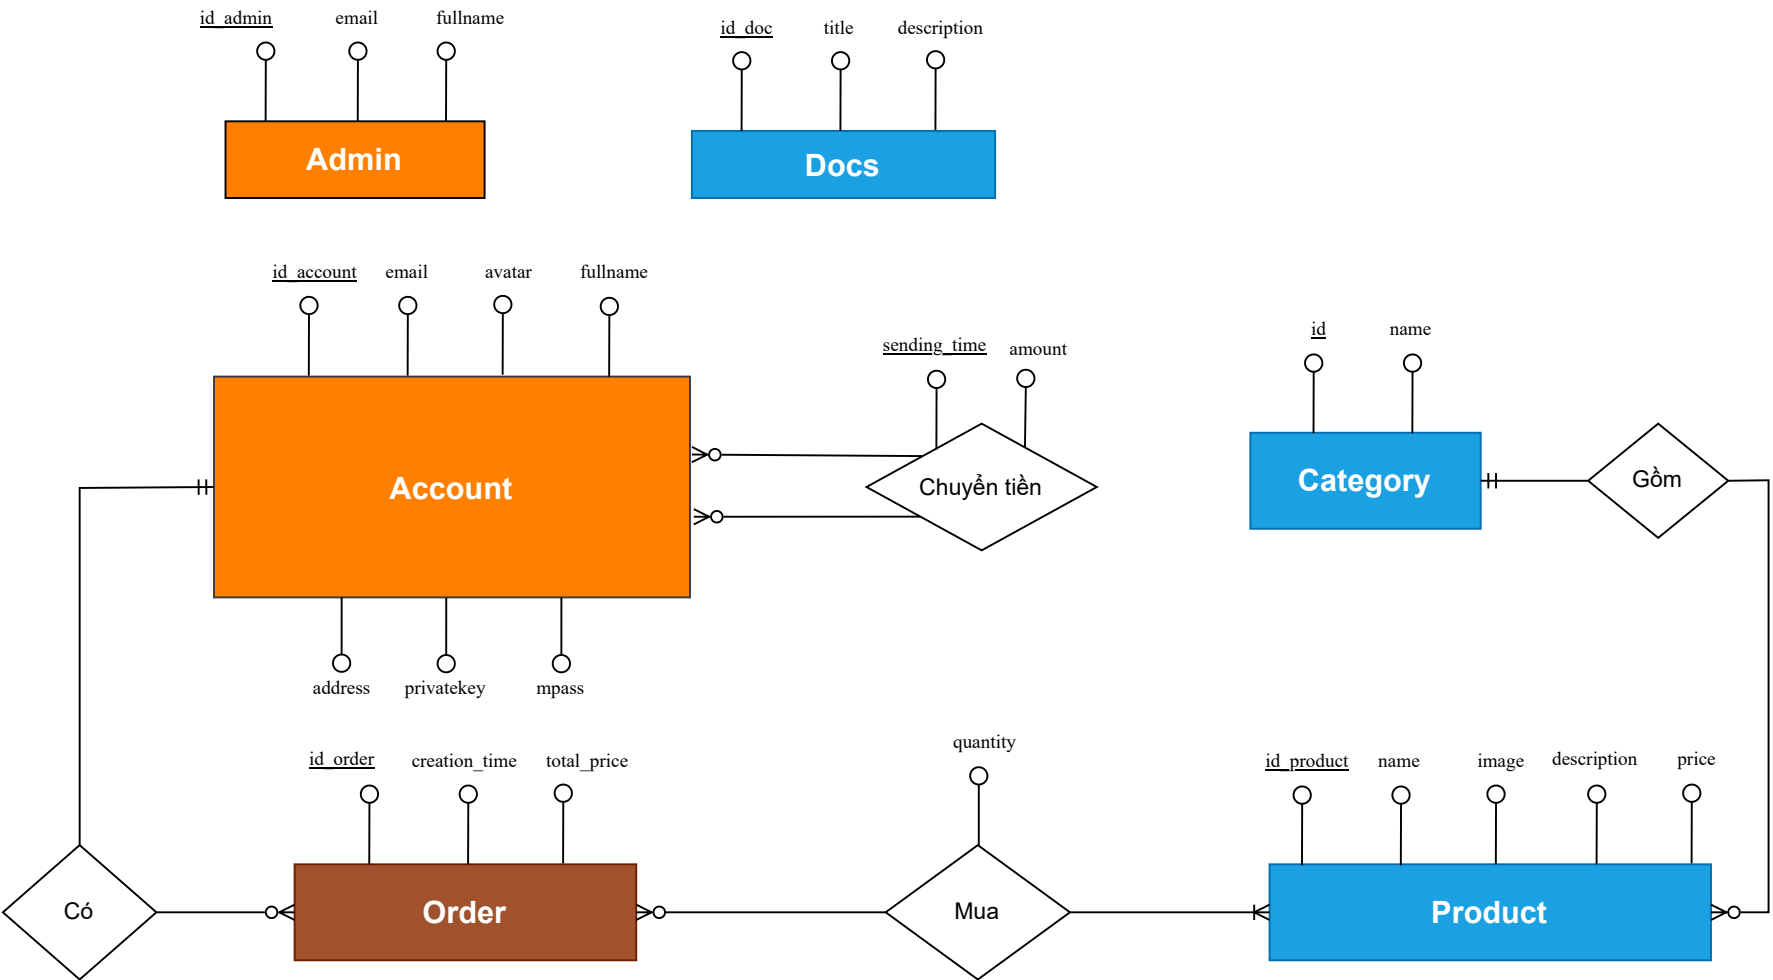 id_admin
email
fullname
id_doc
title
description
Admin
Docs
id_account
email
avatar
fullname
sending_time
amount
id
name
Account
Chuyển tiền
Category
Gồm
address
privatekey
mpass
id_order
creation_time
total_price
quantity
id_product
name
image
description
price
Có
Order
Mua
Product